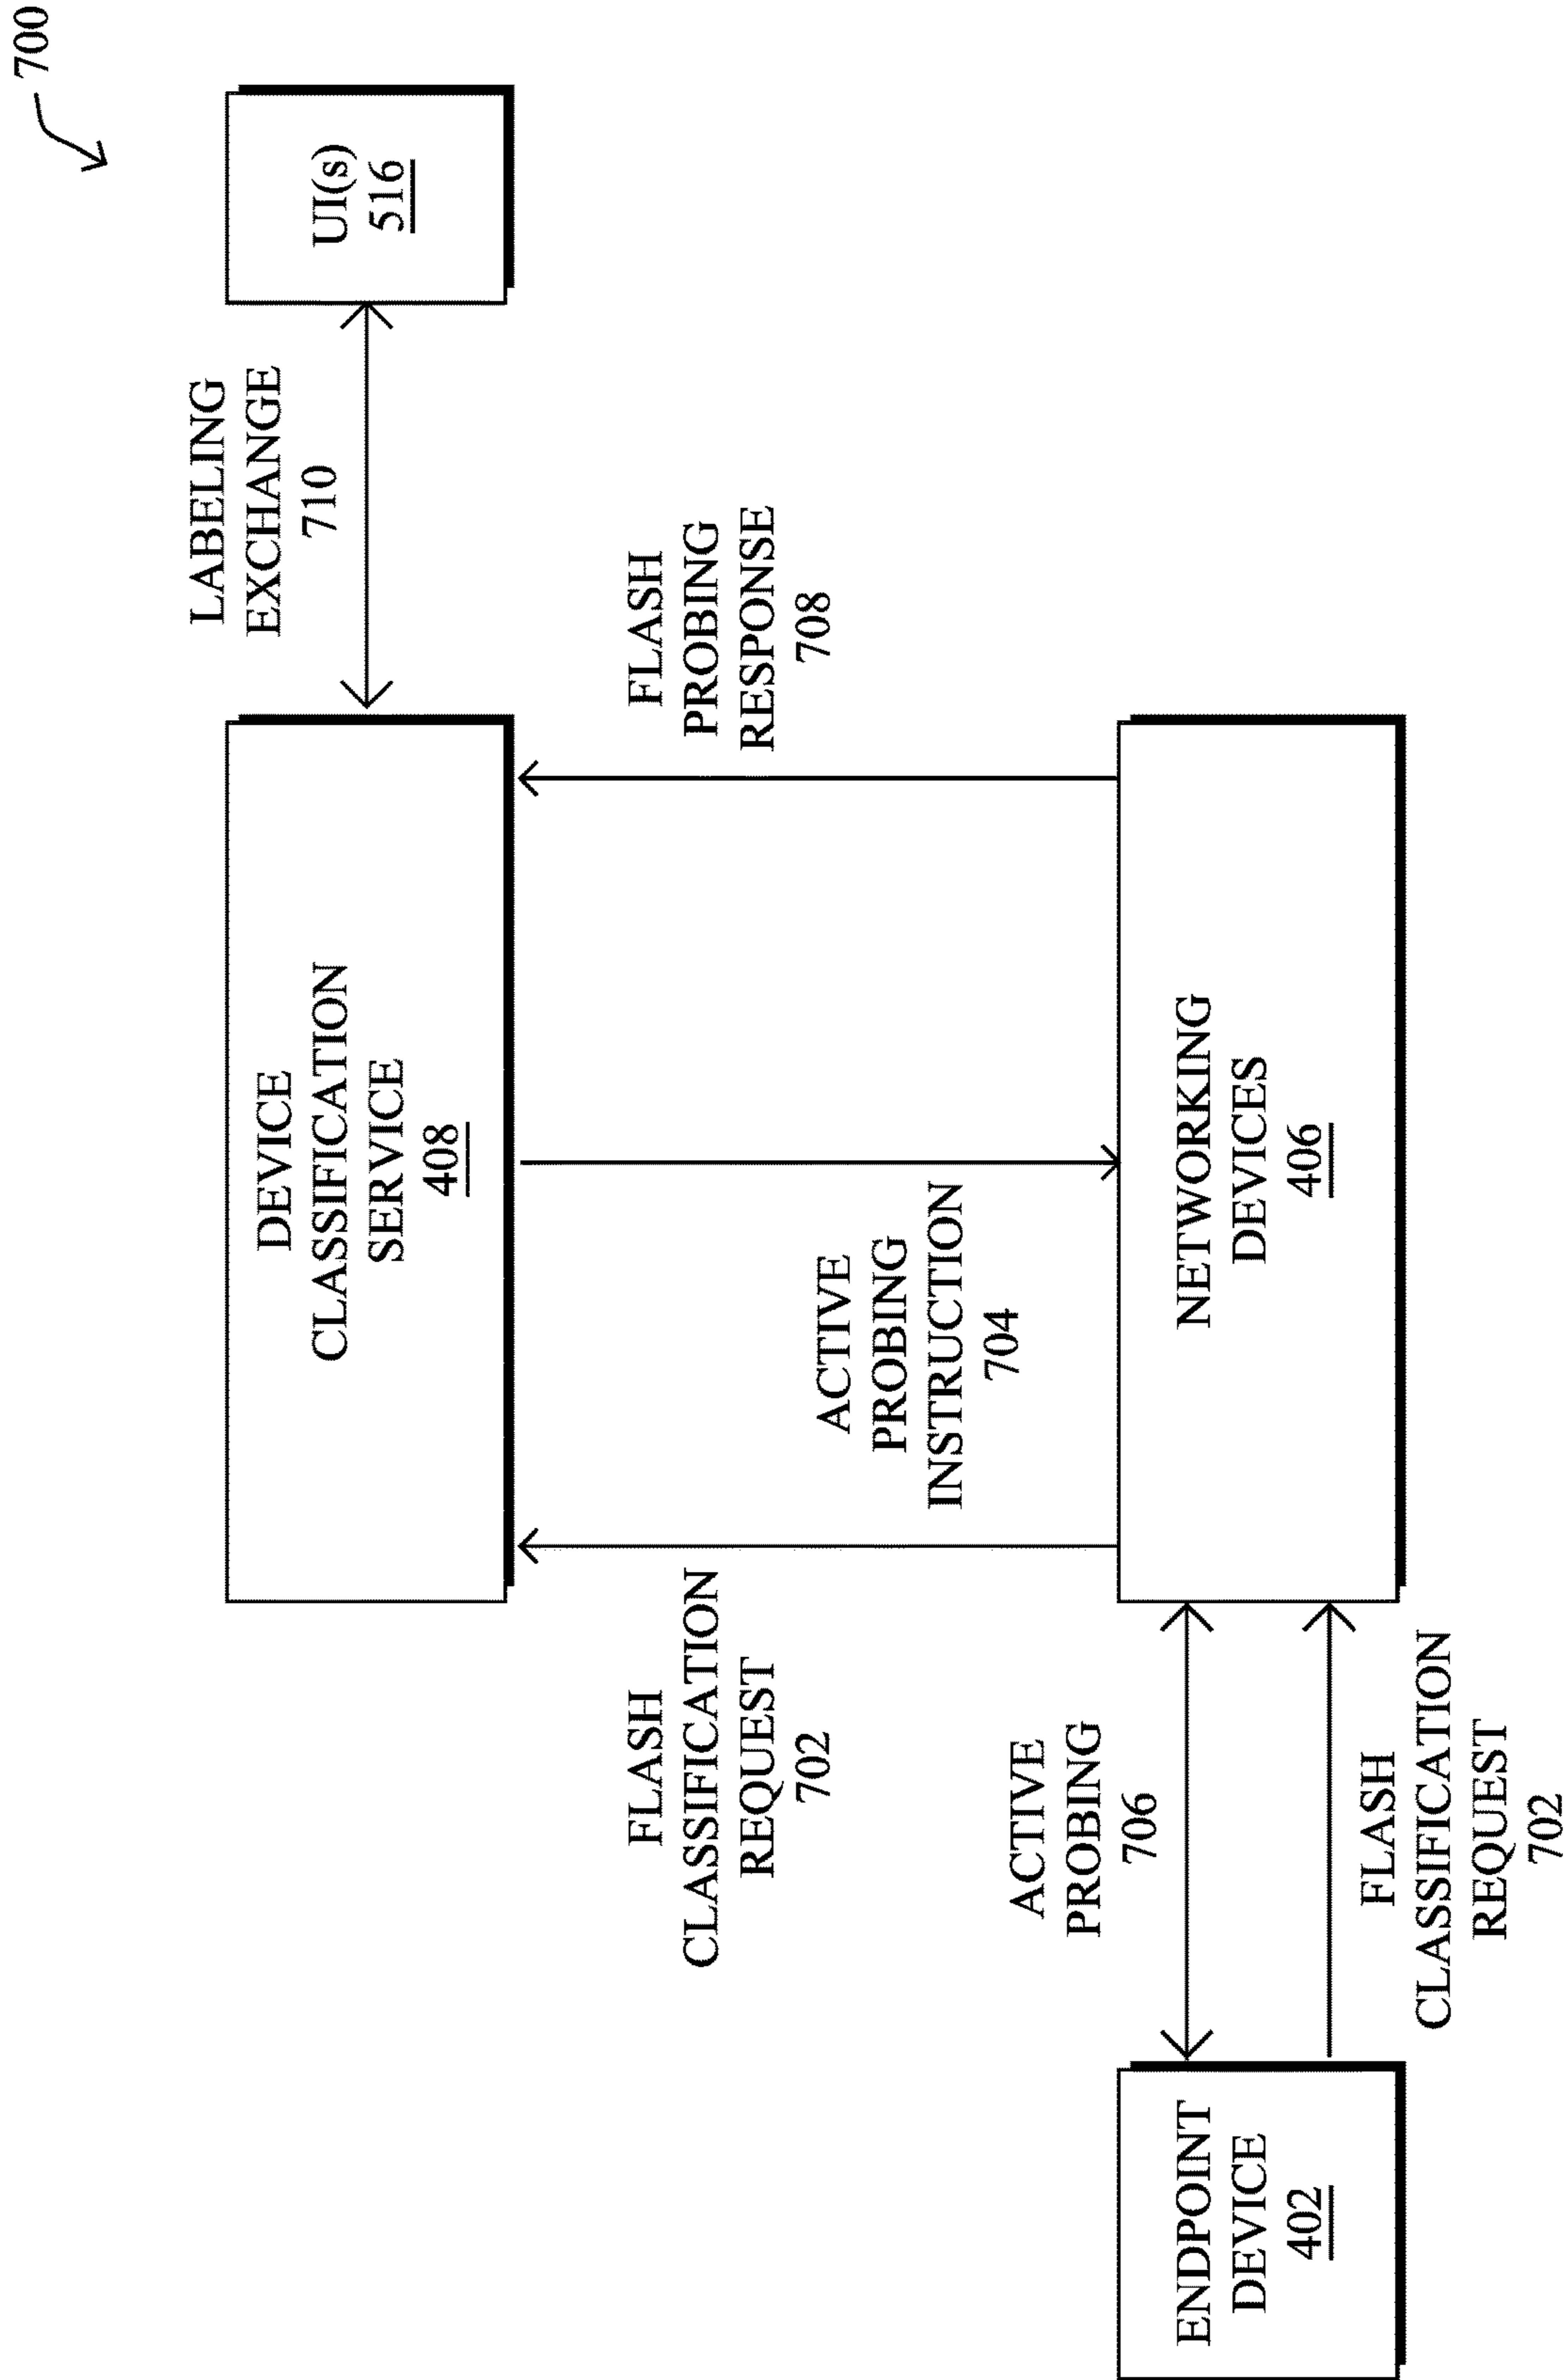 700
DEVICE
CLASSIFICATION
SERVICE
408
LABELING
EXCHANGE
710
UI(s)
516
FLASH
CLASSIFICATION
REQUEST
702
ACTIVE
PROBING
INSTRUCTION
704
FLASH
PROBING
RESPONSE
708
ENDPOINT
DEVICE
402
ACTIVE
PROBING
706
FLASH
CLASSIFICATION
REQUEST
702
NETWORKING
DEVICES
406